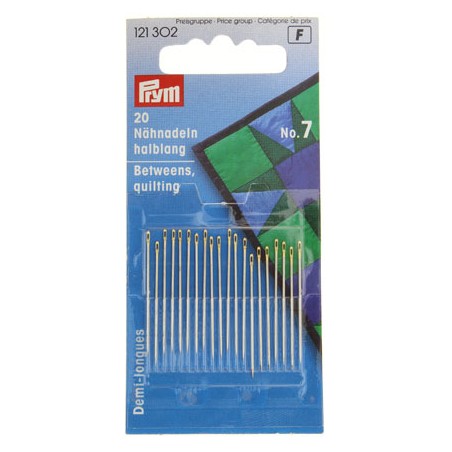 Preisgruppe - Price group - Catégorie de prix
121 302
F
Prym
20
Nähnadeln
halblang
No. 7
Betweens,
quilting
Demi-longues